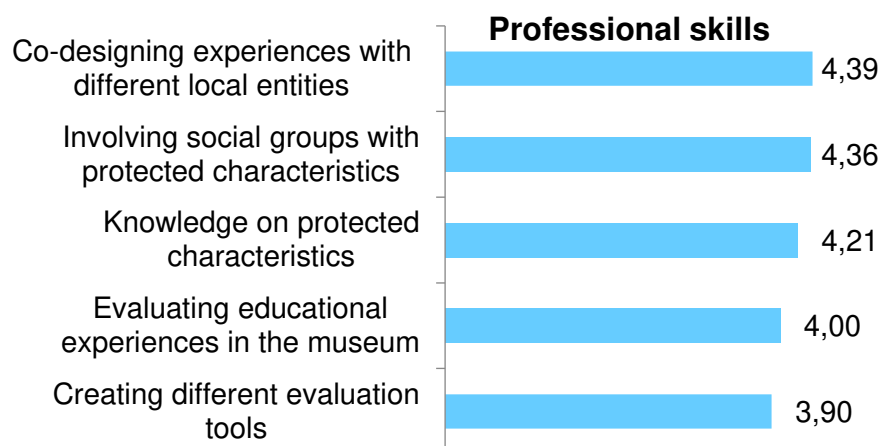 Professional skills
Co-designing experiences with
different local entities
4,39
Involving social groups with
protected characteristics
4,36
Knowledge on protected
characteristics
4,21
Evaluating educational
experiences in the museum
4,00
Creating different evaluation
tools
3,90